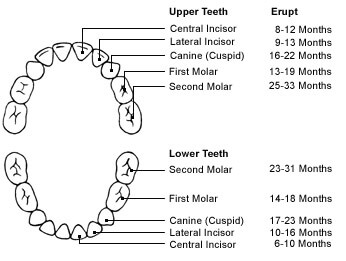 Upper Teeth Erupt
Central Incisor 8-12 Months
Lateral Incisor 9-13 Months
Canine (Cuspid) 16-22 Months
First Molar 13-19 Months
Second Molar 25-33 Months
Lower Teeth
Second Molar 23-31 Months
First Molar 14-18 Months
Canine (Cuspid) 17-23 Months
Lateral Incisor 10-16 Months
Central Incisor 6-10 Months